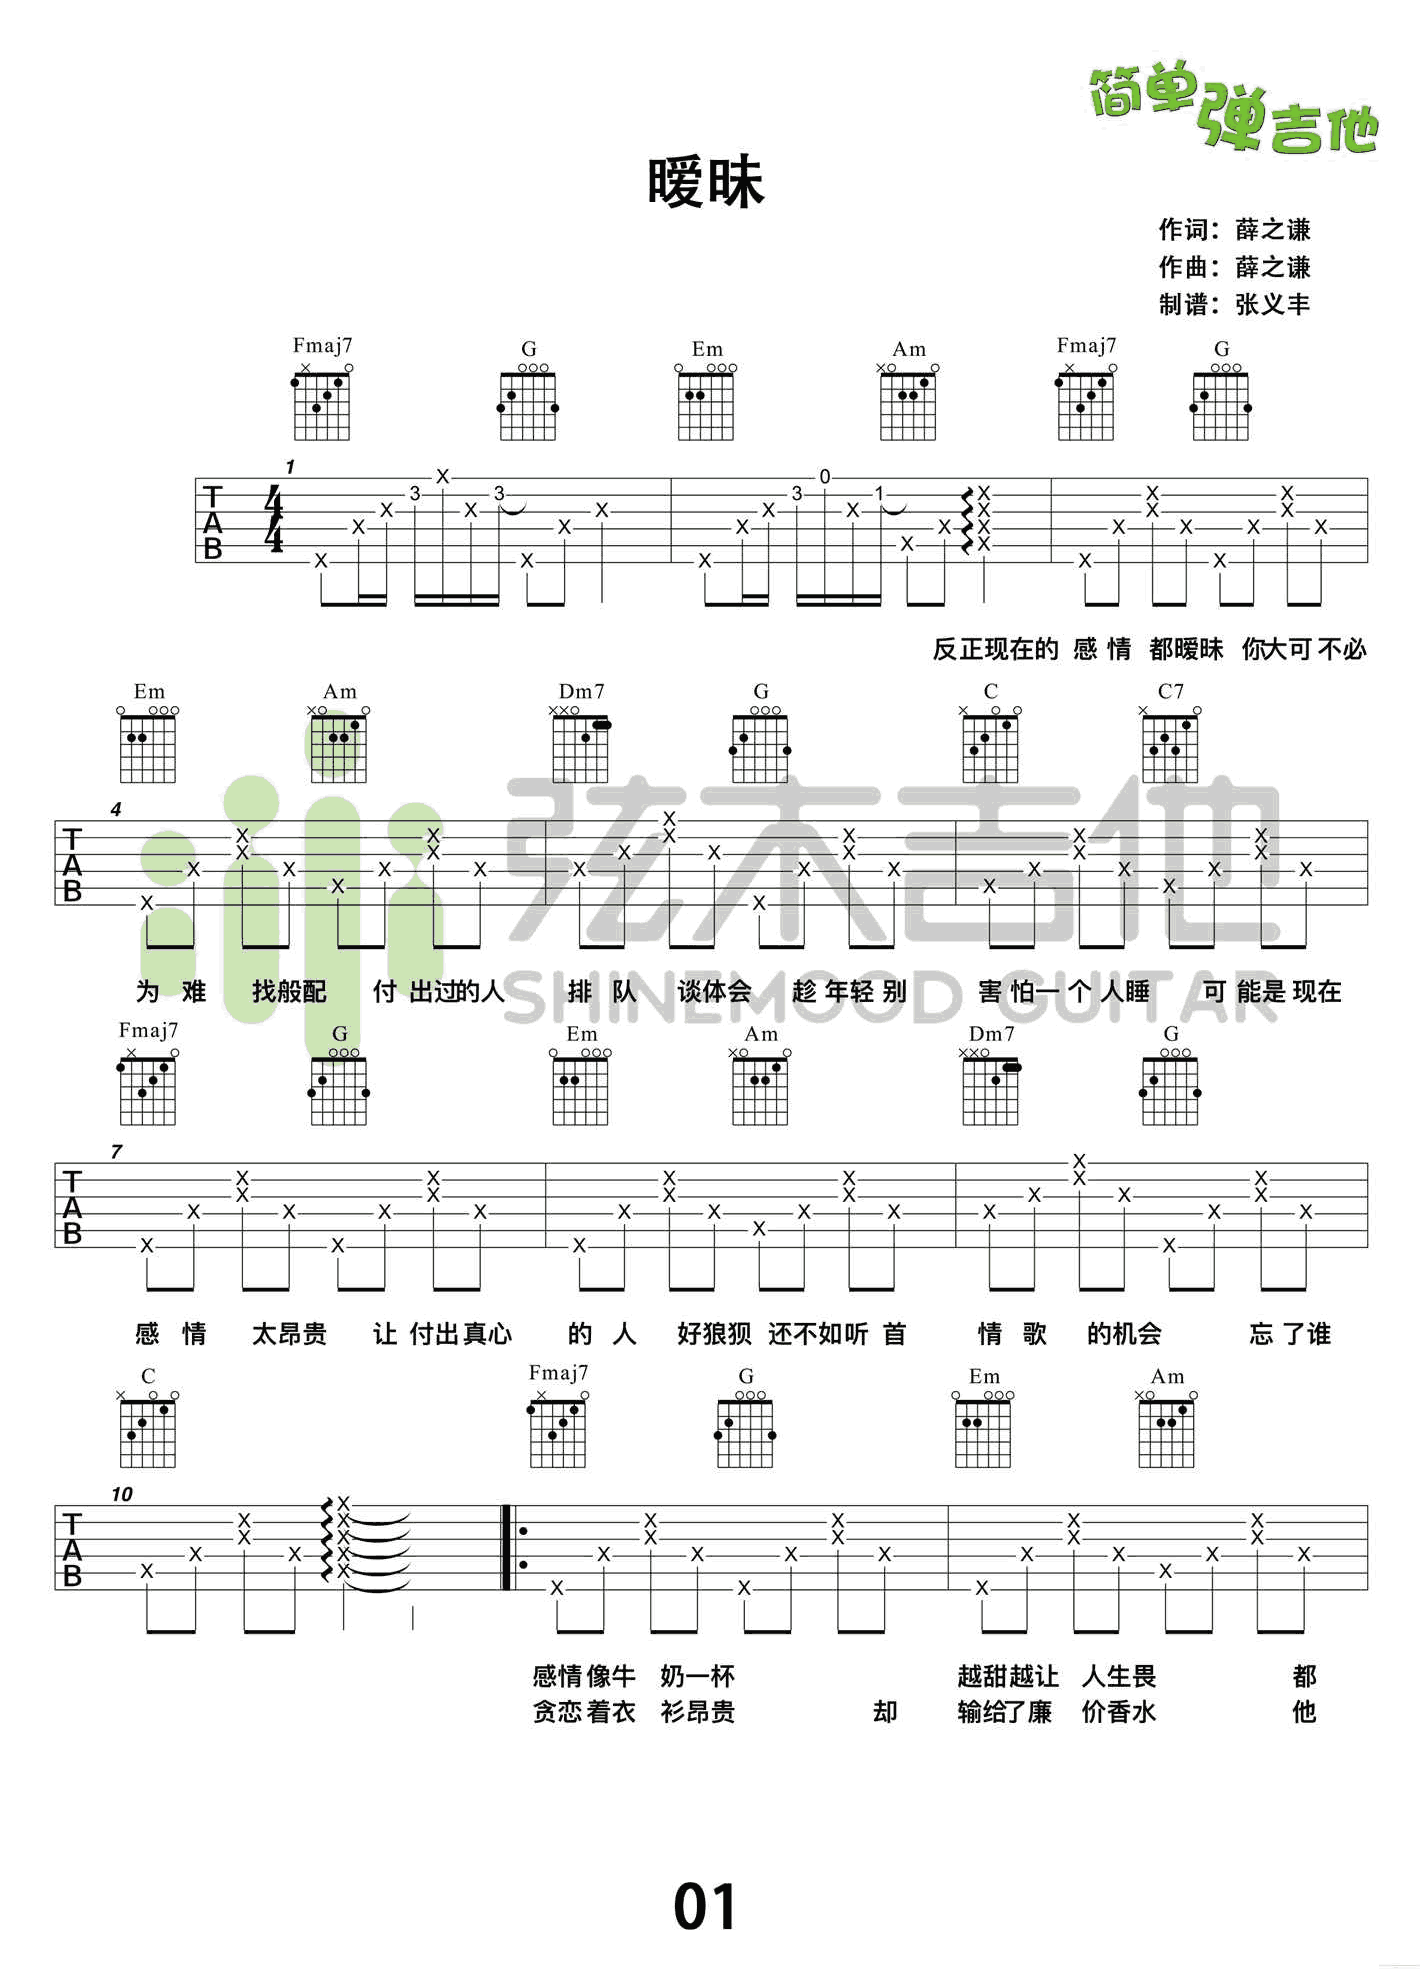 简单弹吉他
暧昧
作词：薛之谦
作曲：薛之谦
制谱：张义丰
Fmaj7 G Em Am Fmaj7 G
1
T A B 4 4 3 3 3 0 1
反正现在的 感 情 都暧昧 你大可 不必
Em Am Dm7 G C C7
弦木吉他
4
T A B
SHINEMOOD GUITAR
为 难 找般配 付 出过的人 排 队 谈体会 趁 年轻 别 害 怕一 个 人睡 可 能是 现在
Fmaj7 G Em Am Dm7 G
7
T A B
感 情 太昂贵 让 付出 真心 的 人 好狼狈 还不如听 首 情 歌 的机会 忘 了谁
C Fmaj7 G Em Am
10
T A B
感情 像牛 奶一杯 越甜越让 人生畏 都
贪恋 着衣 衫昂贵 却 输给了廉 价香水 他
01